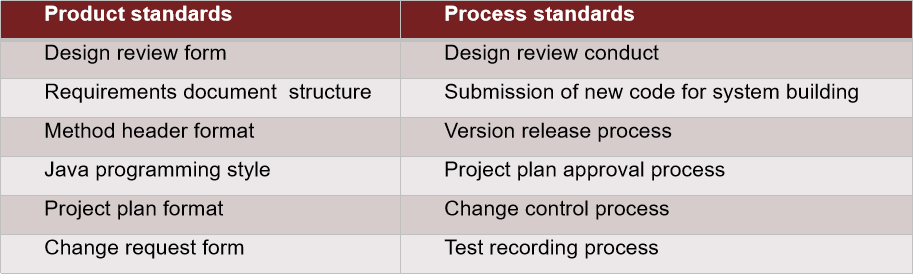 Product standards Process standards
Design review form Design review conduct
Requirements document  structure Submission of new code for system building
Method header format Version release process
Java programming style Project plan approval process
Project plan format Change control process
Change request form Test recording process